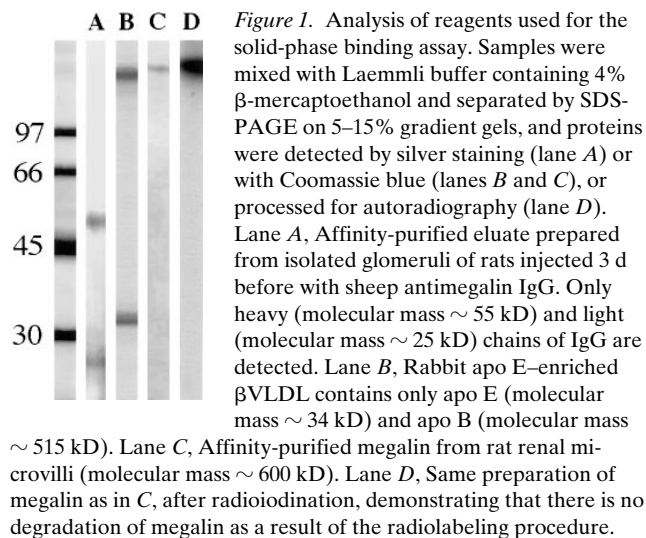 A B C D
97
66
45
30
Figure 1. Analysis of reagents used for the
solid-phase binding assay. Samples were
mixed with Laemmli buffer containing 4%
β-mercaptoethanol and separated by SDS-
PAGE on 5–15% gradient gels, and proteins
were detected by silver staining (lane A) or
with Coomassie blue (lanes B and C), or
processed for autoradiography (lane D).
Lane A, Affinity-purified eluate prepared
from isolated glomeruli of rats injected 3 d
before with sheep antimegalin IgG. Only
heavy (molecular mass ~ 55 kD) and light
(molecular mass ~ 25 kD) chains of IgG are
detected. Lane B, Rabbit apo E–enriched
βVLDL contains only apo E (molecular
mass ~ 34 kD) and apo B (molecular mass
~ 515 kD). Lane C, Affinity-purified megalin from rat renal mi-
crovilli (molecular mass ~ 600 kD). Lane D, Same preparation of
megalin as in C, after radioiodination, demonstrating that there is no
degradation of megalin as a result of the radiolabeling procedure.